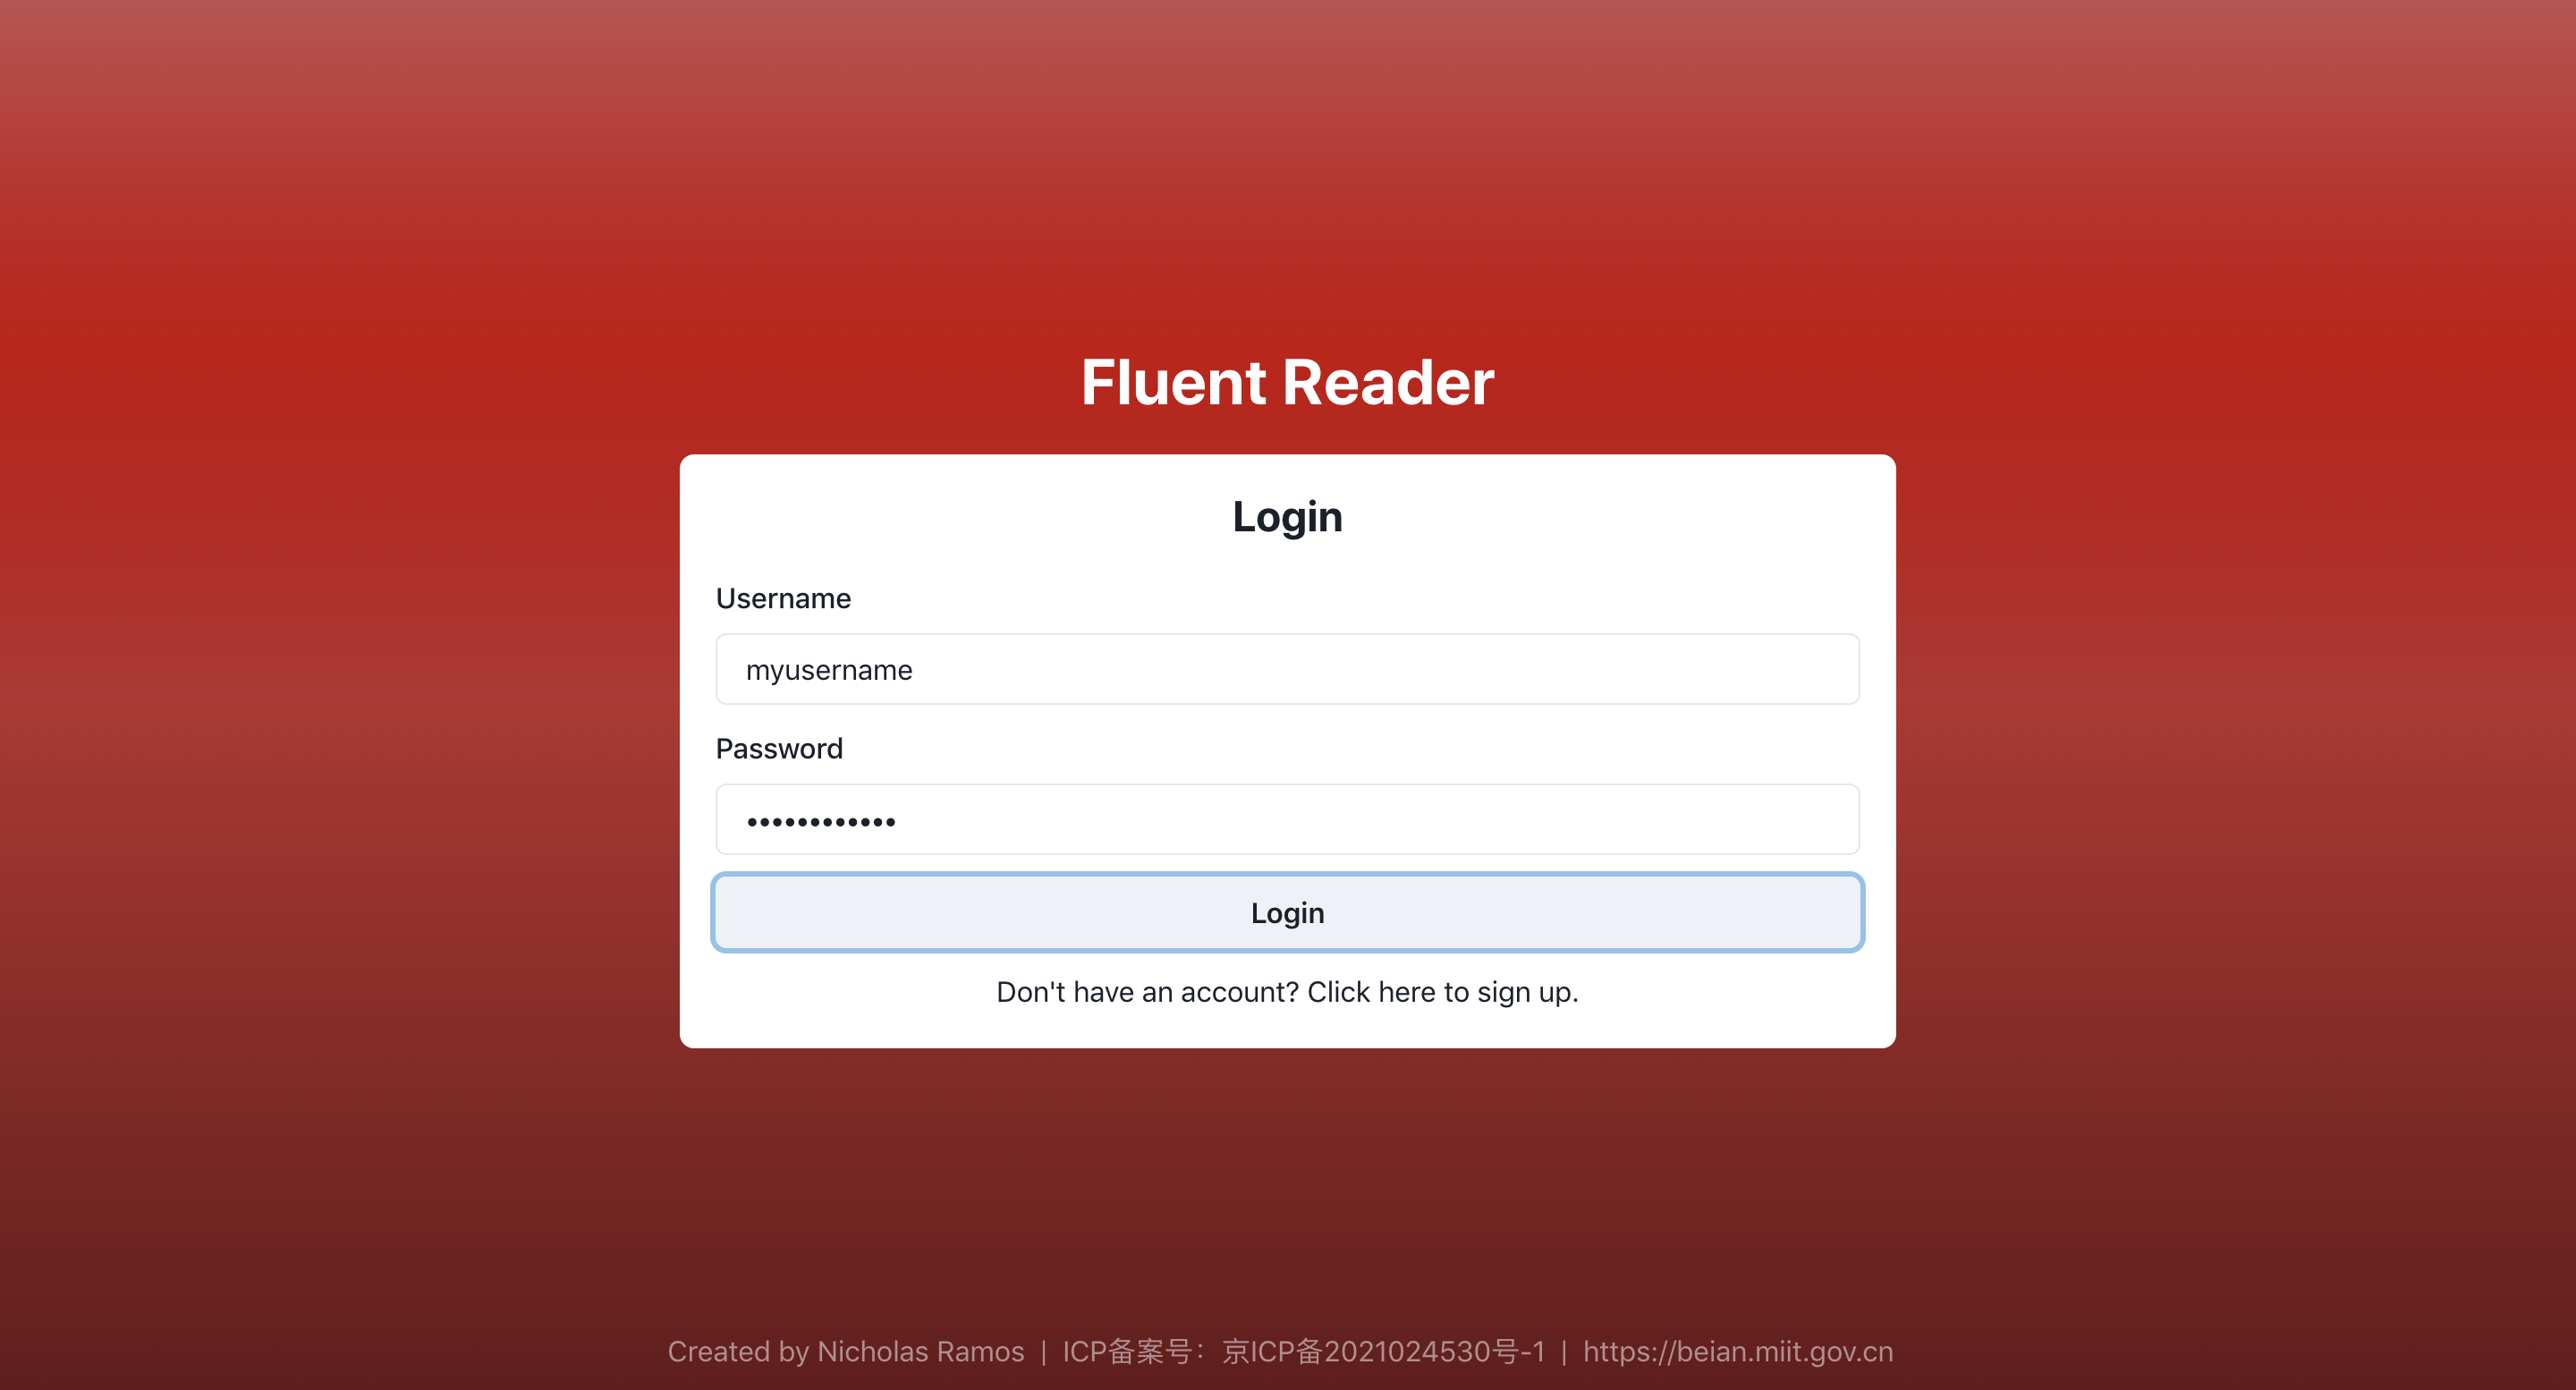 Fluent Reader
Login
Username
myusername
Password
••••••••••••
Login
Don't have an account? Click here to sign up.
Created by Nicholas Ramos | ICP备案号：京ICP备2021024530号-1 | https://beian.miit.gov.cn